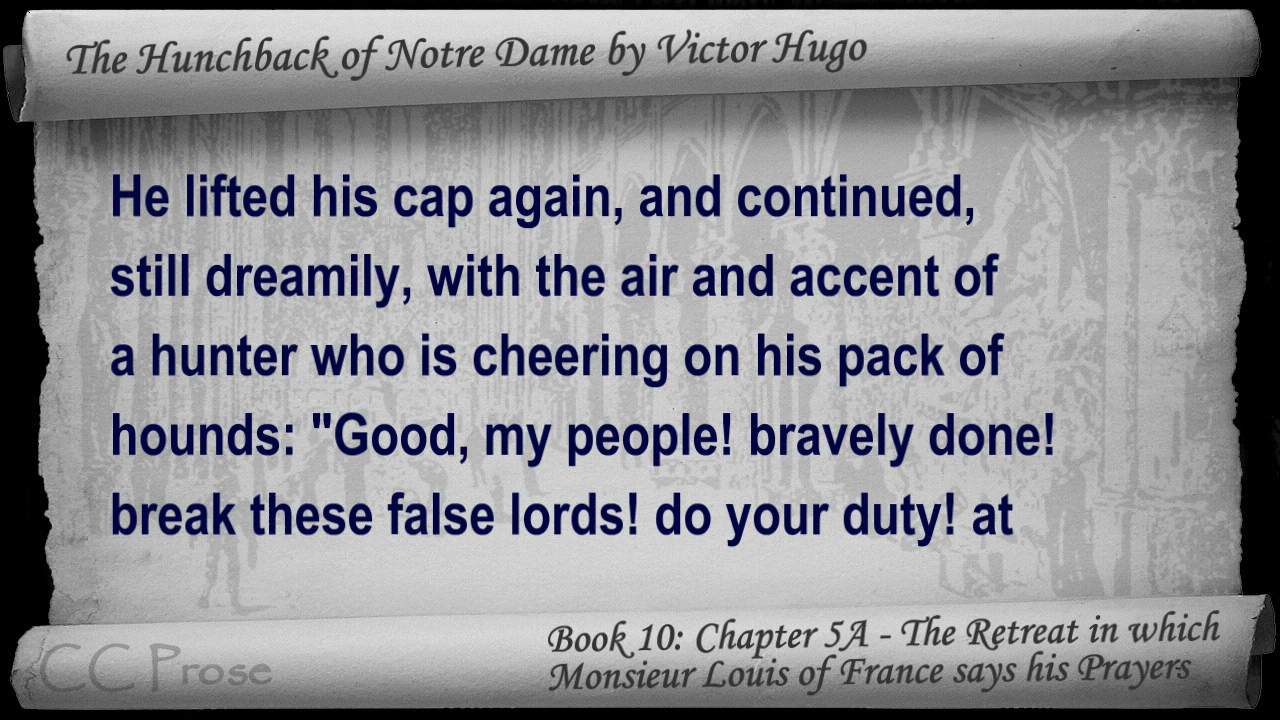 The Hunchback of Notre Dame by Victor Hugo
He lifted his cap again, and continued,
still dreamily, with the air and accent of
a hunter who is cheering on his pack of
hounds: "Good, my people! bravely done!
break these false lords! do your duty! at
Book 10: Chapter 5A - The Retreat in which
Monsieur Louis of France says his Prayers
CC Prose